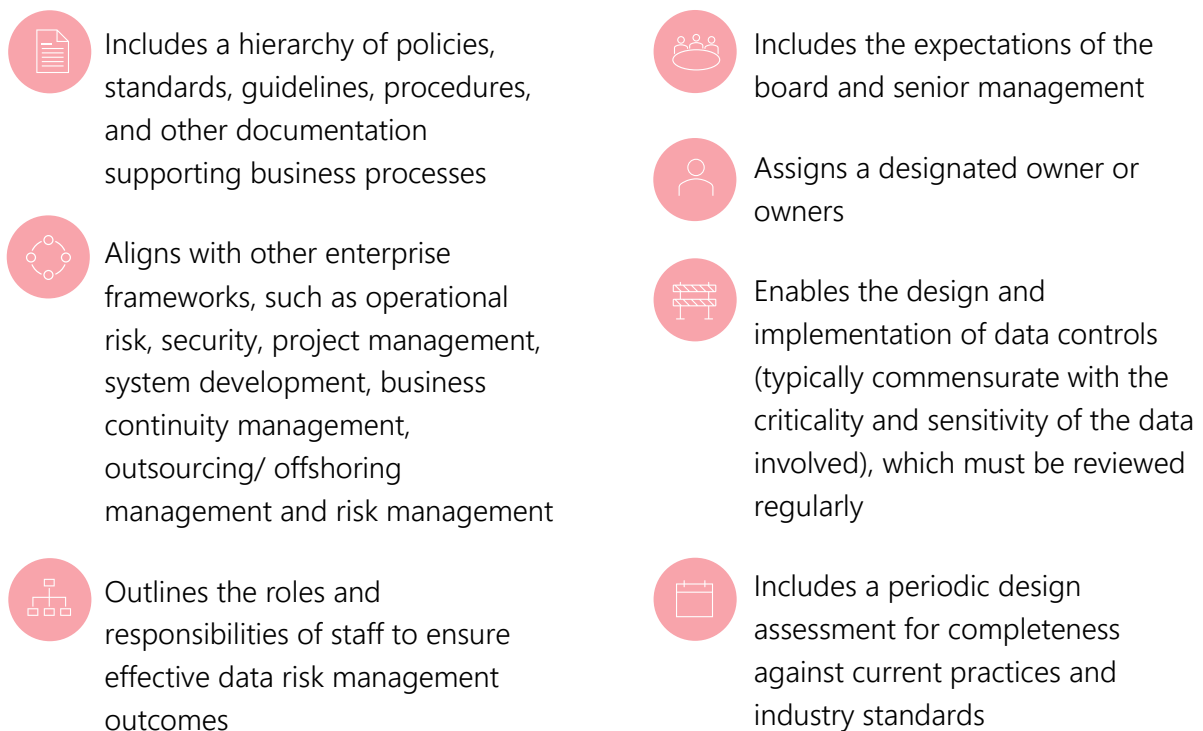 Includes a hierarchy of policies,
standards, guidelines, procedures,
and other documentation
supporting business processes
Aligns with other enterprise
frameworks, such as operational
risk, security, project management,
system development, business
continuity management,
outsourcing/ offshoring
management and risk management
Outlines the roles and
responsibilities of staff to ensure
effective data risk management
outcomes
Includes the expectations of the
board and senior management
Assigns a designated owner or
owners
Enables the design and
implementation of data controls
(typically commensurate with the
criticality and sensitivity of the data
involved), which must be reviewed
regularly
Includes a periodic design
assessment for completeness
against current practices and
industry standards